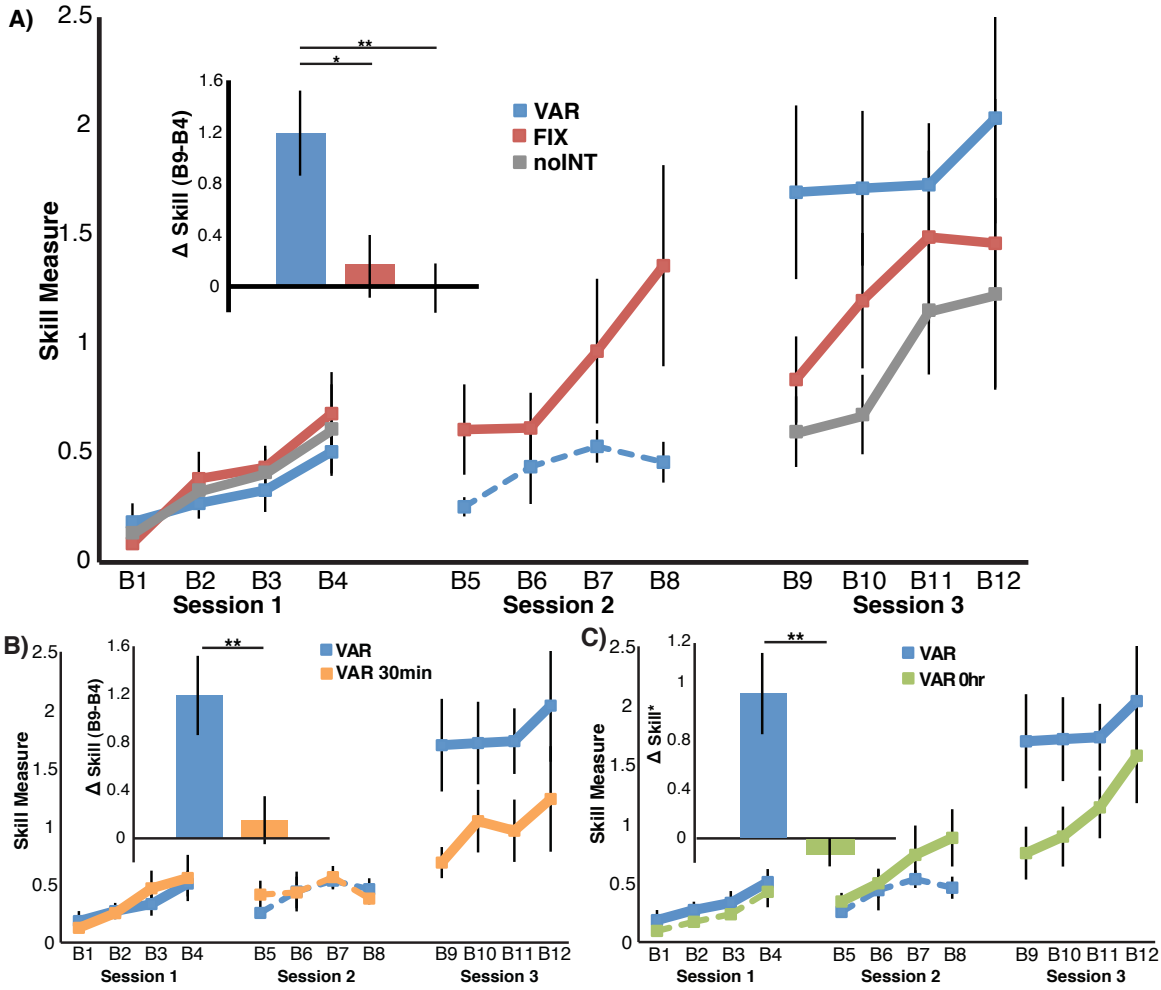 A)
2.5
2
1.5
1
0.5
0
Skill Measure
1.6
1.2
0.8
0.4
0
Δ Skill (B9-B4)
**
*
VAR
FIX
noINT
B1 B2 B3 B4 B5 B6 B7 B8 B9 B10 B11 B12
Session 1 Session 2 Session 3
B)
2.5
2
1.5
1
0.5
0
Skill Measure
1.6
1.2
0.8
0.4
0
Δ Skill (B9-B4)
**
VAR
VAR 30min
B1 B2 B3 B4 B5 B6 B7 B8 B9 B10 B11 B12
Session 1 Session 2 Session 3
C)
2.5
2
1.5
1
0.5
0
Skill Measure
1.2
1
0.8
0.4
0
Δ Skill*
**
VAR
VAR 0hr
B1 B2 B3 B4 B5 B6 B7 B8 B9 B10 B11 B12
Session 1 Session 2 Session 3